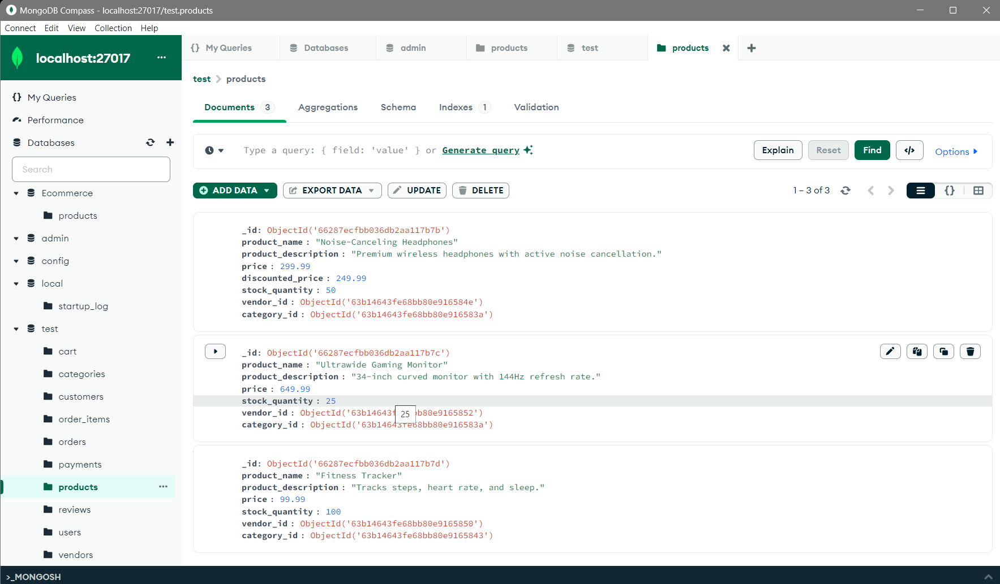 MongoDB Compass - localhost:27017/test.products
Connect Edit View Collection Help
localhost:27017
My Queries
Performance
Databases
Search
Ecommerce
products
admin
config
local
startup_log
test
cart
categories
customers
order_items
orders
payments
products
reviews
users
vendors
{} My Queries Databases admin products test products
test > products
Documents 3 Aggregations Schema Indexes 1 Validation
Type a query: { field: 'value' } or Generate query
Explain Reset Find </> Options
ADD DATA EXPORT DATA UPDATE DELETE 1 – 3 of 3 {}
_id: ObjectId('66287ecfbb036db2aa117b7b')
product_name : "Noise-Canceling Headphones"
product_description : "Premium wireless headphones with active noise cancellation."
price : 299.99
discounted_price : 249.99
stock_quantity : 50
vendor_id : ObjectId('63b14643fe68bb80e916584e')
category_id : ObjectId('63b14643fe68bb80e916583a')
_id: ObjectId('66287ecfbb036db2aa117b7c')
product_name : "Ultrawide Gaming Monitor"
product_description : "34-inch curved monitor with 144Hz refresh rate."
price : 649.99
stock_quantity : 25
vendor_id :
25
category_id : ObjectId('63b14643fe68bb80e916583a')
_id: ObjectId('66287ecfbb036db2aa117b7d')
product_name : "Fitness Tracker"
product_description : "Tracks steps, heart rate, and sleep."
price : 99.99
stock_quantity : 100
vendor_id : ObjectId('63b14643fe68bb80e9165850')
category_id : ObjectId('63b14643fe68bb80e9165843')
>_MONGOSH